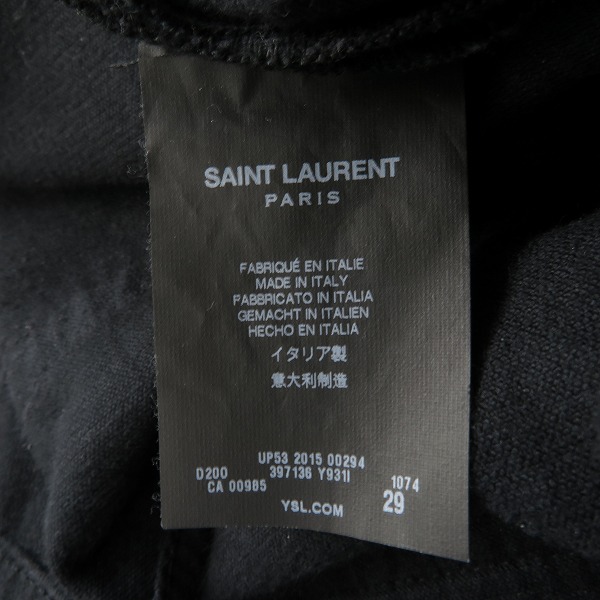 SAINT LAURENT
PARIS
FABRIQUÉ EN ITALIE
MADE IN ITALY
FABBRICATO IN ITALIA
GEMACHT IN ITALIEN
HECHO EN ITALIA
イタリア製
意大利制造
UP53 2015 00294
D200 397136 Y931I 1074
CA 00985 29
YSL.COM